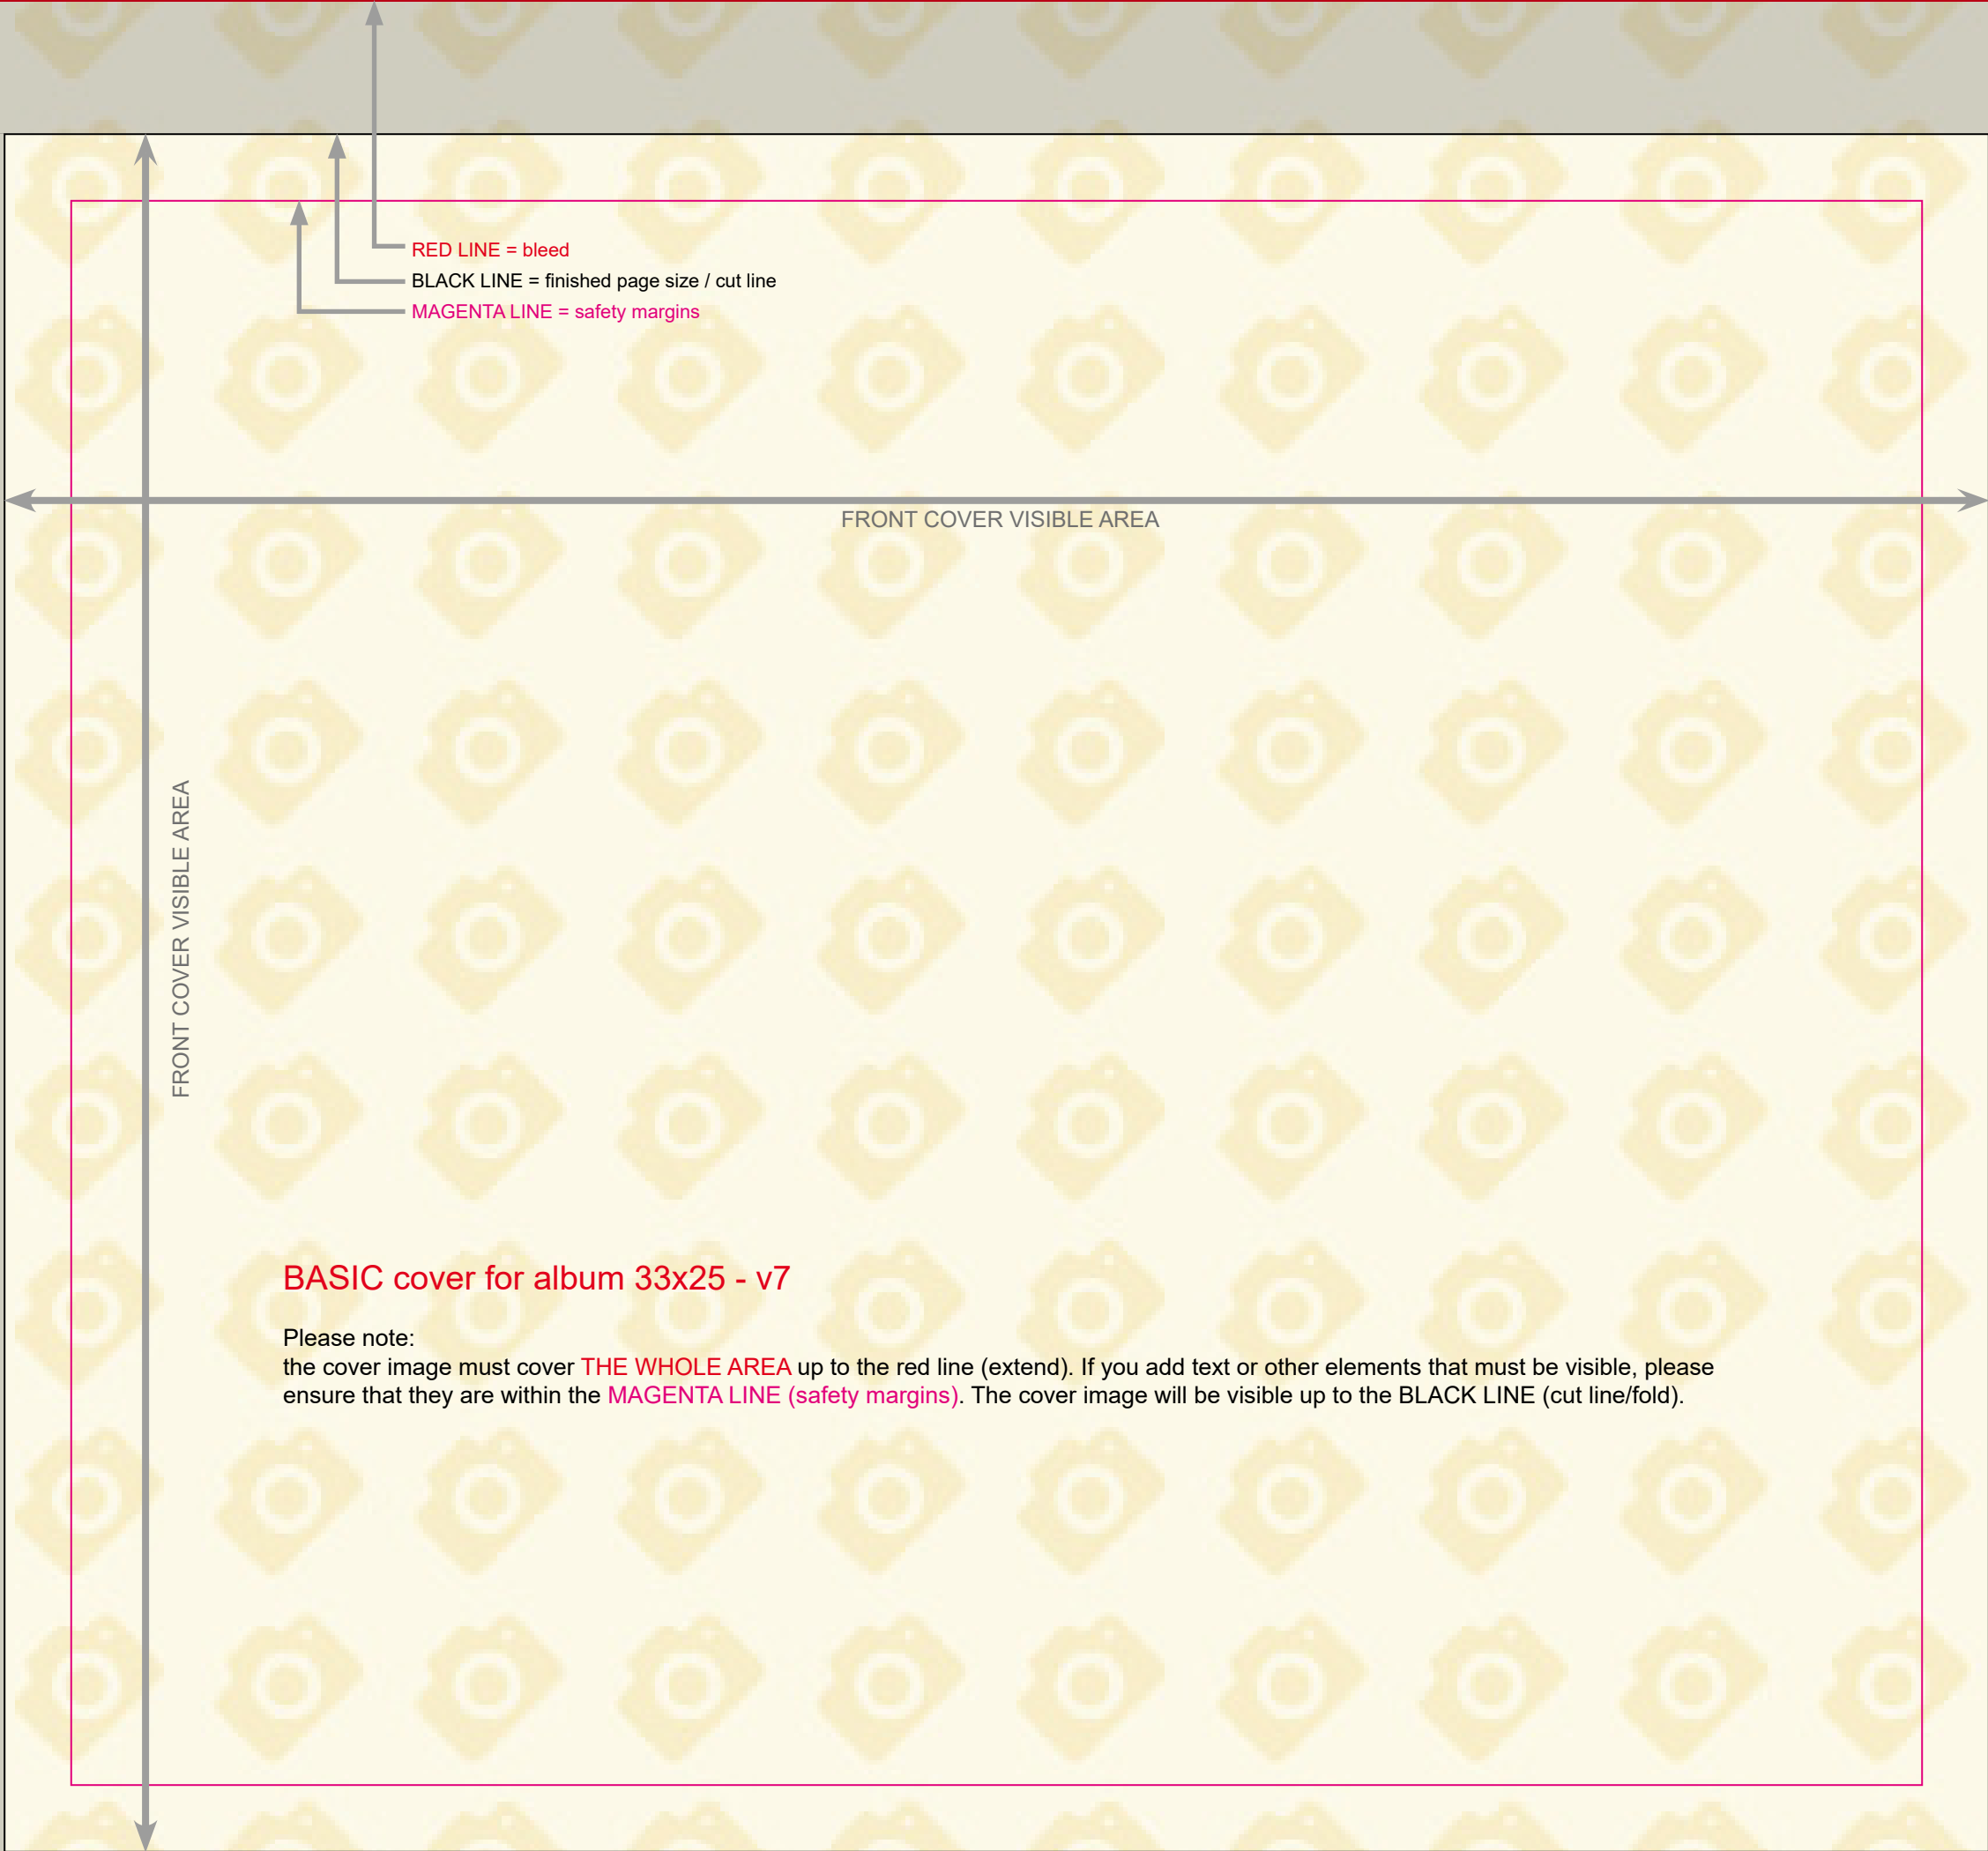 RED LINE = bleed
BLACK LINE = finished page size / cut line
MAGENTA LINE = safety margins
FRONT COVER VISIBLE AREA
FRONT COVER VISIBLE AREA
BASIC cover for album 33x25 - v7
Please note:
the cover image must cover THE WHOLE AREA up to the red line (extend). If you add text or other elements that must be visible, please
ensure that they are within the MAGENTA LINE (safety margins). The cover image will be visible up to the BLACK LINE (cut line/fold).